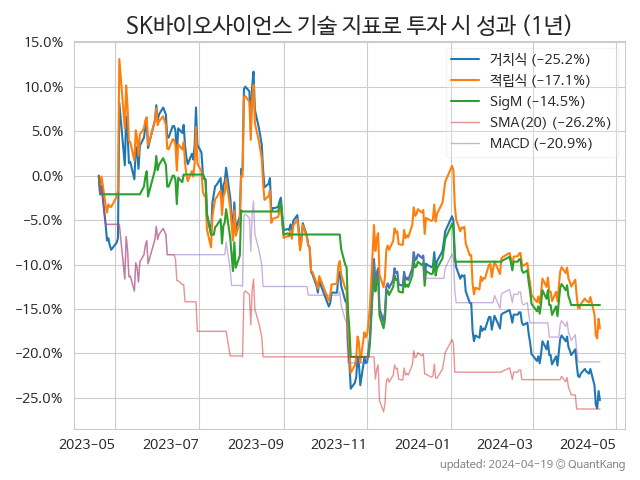 SK바이오사이언스 기술 지표로 투자 시 성과 (1년)
15.0%
10.0%
5.0%
0.0%
−5.0%
−10.0%
−15.0%
−20.0%
−25.0%
거치식 (−25.2%)
적립식 (−17.1%)
SigM (−14.5%)
SMA(20) (−26.2%)
MACD (−20.9%)
2023-05 2023-07 2023-09 2023-11 2024-01 2024-03 2024-05
updated: 2024-04-19 © QuantKang